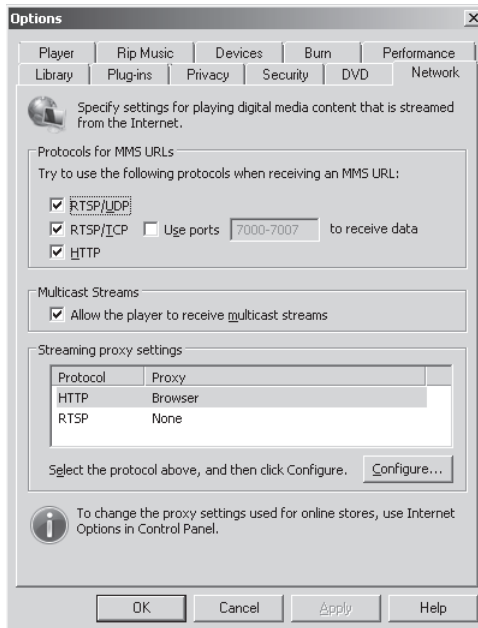 Options
Player Rip Music Devices Burn Performance
Library Plug-ins Privacy Security DVD Network
Specify settings for playing digital media content that is streamed
from the Internet.
Protocols for MMS URLs
Try to use the following protocols when receiving an MMS URL:
RTSP/UDP
RTSP/TCP Use ports 7000-7007 to receive data
HTTP
Multicast Streams
Allow the player to receive multicast streams
Streaming proxy settings
Protocol Proxy
HTTP Browser
RTSP None
Select the protocol above, and then click Configure. Configure...
To change the proxy settings used for online stores, use Internet
Options in Control Panel.
OK Cancel Apply Help